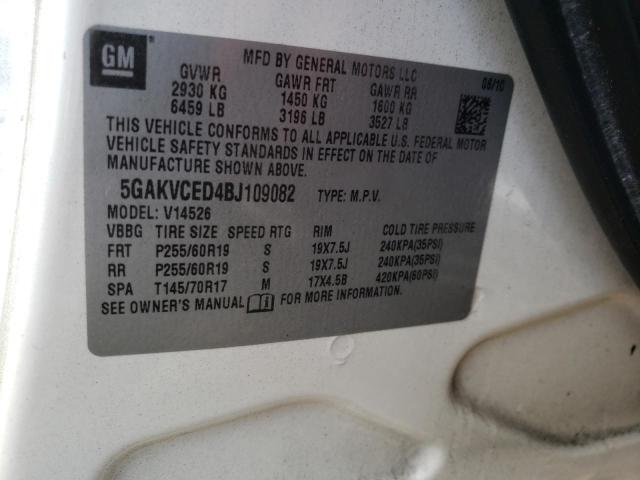 GM
MFD BY GENERAL MOTORS LLC
GVWR GAWR FRT GAWR RR 08/10
2930 KG 1450 KG 1600 KG
6459 LB 3196 LB 3527 LB
THIS VEHICLE CONFORMS TO ALL APPLICABLE U.S. FEDERAL MOTOR
VEHICLE SAFETY STANDARDS IN EFFECT ON THE DATE OF
MANUFACTURE SHOWN ABOVE.
5GAKVCED4BJ109082 TYPE: M.P.V.
MODEL: V14526
VBBG TIRE SIZE SPEED RTG RIM COLD TIRE PRESSURE
FRT P255/60R19 S 19X7.5J 240KPA(35PSI)
RR P255/60R19 S 19X7.5J 240KPA(35PSI)
SPA T145/70R17 M 17X4.5B 420KPA(60PSI)
SEE OWNER'S MANUAL FOR MORE INFORMATION.